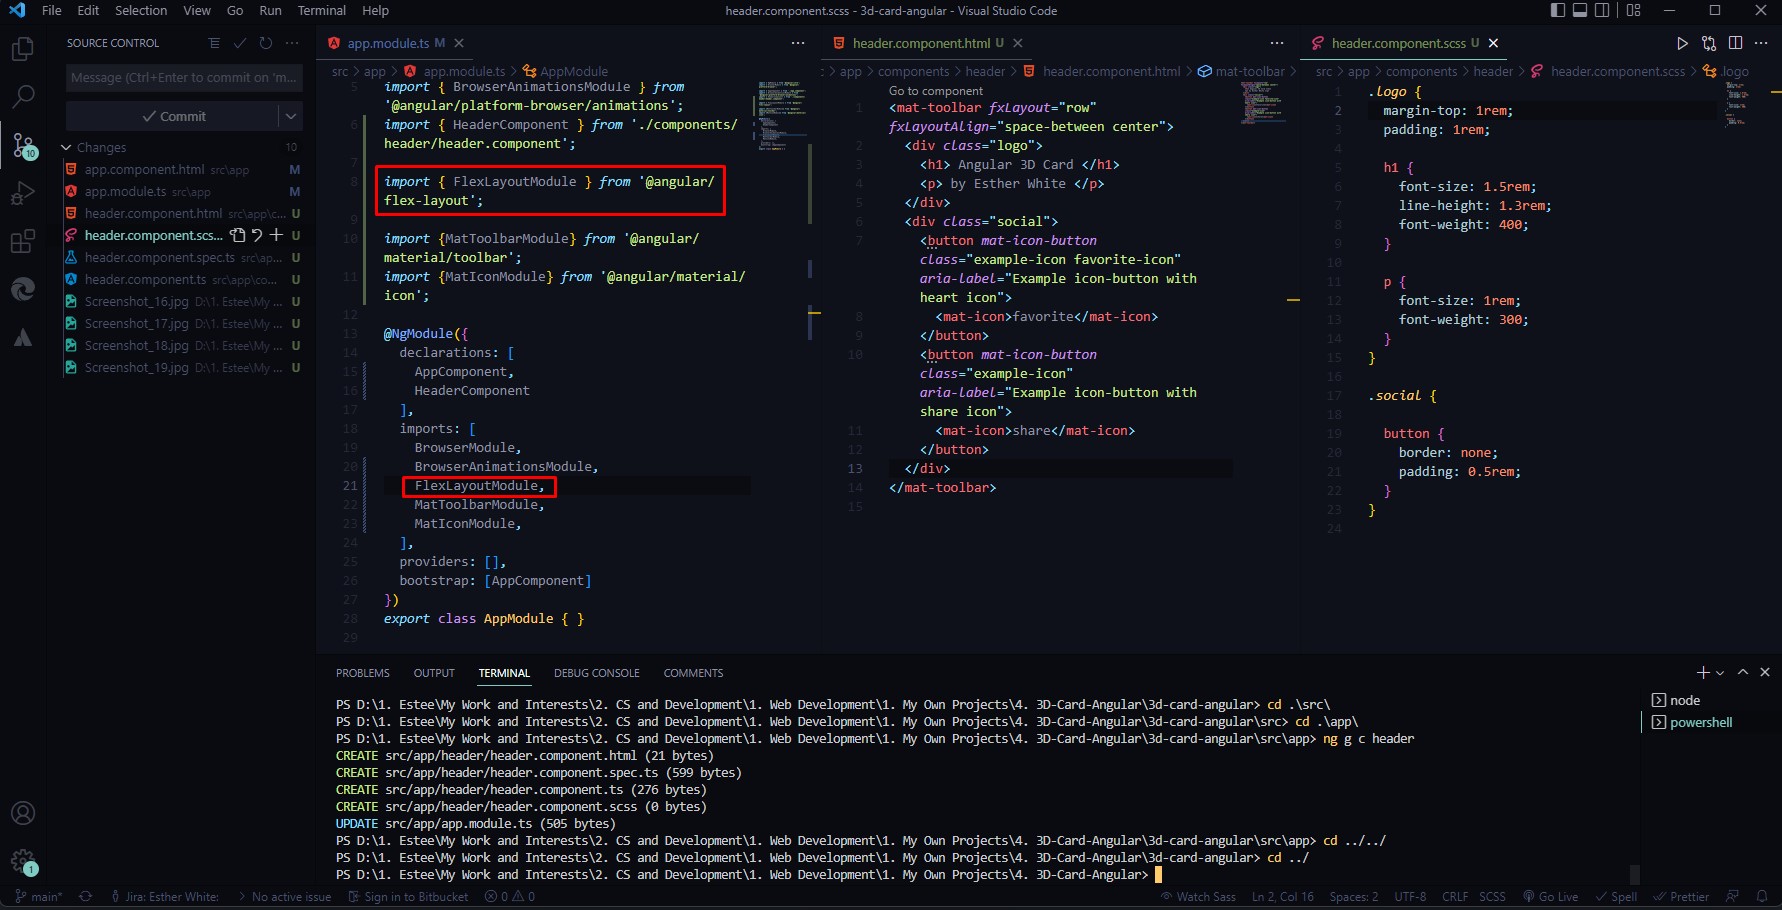 File Edit Selection View Go Run Terminal Help
header.component.scss - 3d-card-angular - Visual Studio Code
SOURCE CONTROL
Message (Ctrl+Enter to commit on 'm...
Commit
Changes 10
app.component.html src\app M
app.module.ts src\app M
header.component.html src\app\c... U
header.component.scs... U
header.component.spec.ts src\ap... U
header.component.ts src\app\co... U
Screenshot_16.jpg D:\1. Estee\My ... U
Screenshot_17.jpg D:\1. Estee\My ... U
Screenshot_18.jpg D:\1. Estee\My ... U
Screenshot_19.jpg D:\1. Estee\My ... U
10
1
app.module.ts M
src > app > app.module.ts > AppModule
5 import { BrowserAnimationsModule } from
'@angular/platform-browser/animations';
6 import { HeaderComponent } from './components/
header/header.component';
7
8 import { FlexLayoutModule } from '@angular/
flex-layout';
9
10 import {MatToolbarModule} from '@angular/
material/toolbar';
11 import {MatIconModule} from '@angular/material/
icon';
12
13 @NgModule({
14 declarations: [
15 AppComponent,
16 HeaderComponent
17 ],
18 imports: [
19 BrowserModule,
20 BrowserAnimationsModule,
21 FlexLayoutModule,
22 MatToolbarModule,
23 MatIconModule,
24 ],
25 providers: [],
26 bootstrap: [AppComponent]
27 })
28 export class AppModule { }
29
header.component.html U
: > app > components > header > header.component.html > mat-toolbar >
Go to component
1 <mat-toolbar fxLayout="row"
fxLayoutAlign="space-between center">
2 <div class="logo">
3 <h1> Angular 3D Card </h1>
4 <p> by Esther White </p>
5 </div>
6 <div class="social">
7 <button mat-icon-button
class="example-icon favorite-icon"
aria-label="Example icon-button with
heart icon">
8 <mat-icon>favorite</mat-icon>
9 </button>
10 <button mat-icon-button
class="example-icon"
aria-label="Example icon-button with
share icon">
11 <mat-icon>share</mat-icon>
12 </button>
13 </div>
14 </mat-toolbar>
15
header.component.scss U
src > app > components > header > header.component.scss > .logo
1 .logo {
2 margin-top: 1rem;
3 padding: 1rem;
4
5 h1 {
6 font-size: 1.5rem;
7 line-height: 1.3rem;
8 font-weight: 400;
9 }
10
11 p {
12 font-size: 1rem;
13 font-weight: 300;
14 }
15 }
16
17 .social {
18
19 button {
20 border: none;
21 padding: 0.5rem;
22 }
23 }
24
PROBLEMS OUTPUT TERMINAL DEBUG CONSOLE COMMENTS
PS D:\1. Estee\My Work and Interests\2. CS and Development\1. Web Development\1. My Own Projects\4. 3D-Card-Angular\3d-card-angular> cd .\src\
PS D:\1. Estee\My Work and Interests\2. CS and Development\1. Web Development\1. My Own Projects\4. 3D-Card-Angular\3d-card-angular\src> cd .\app\
PS D:\1. Estee\My Work and Interests\2. CS and Development\1. Web Development\1. My Own Projects\4. 3D-Card-Angular\3d-card-angular\src\app> ng g c header
CREATE src/app/header/header.component.html (21 bytes)
CREATE src/app/header/header.component.spec.ts (599 bytes)
CREATE src/app/header/header.component.ts (276 bytes)
CREATE src/app/header/header.component.scss (0 bytes)
UPDATE src/app/app.module.ts (505 bytes)
PS D:\1. Estee\My Work and Interests\2. CS and Development\1. Web Development\1. My Own Projects\4. 3D-Card-Angular\3d-card-angular\src\app> cd ../../
PS D:\1. Estee\My Work and Interests\2. CS and Development\1. Web Development\1. My Own Projects\4. 3D-Card-Angular\3d-card-angular> cd ../
PS D:\1. Estee\My Work and Interests\2. CS and Development\1. Web Development\1. My Own Projects\4. 3D-Card-Angular>
node
powershell
main* Jira: Esther White: No active issue Sign in to Bitbucket 0 0 Watch Sass Ln 2, Col 16 Spaces: 2 UTF-8 CRLF SCSS Go Live Spell Prettier